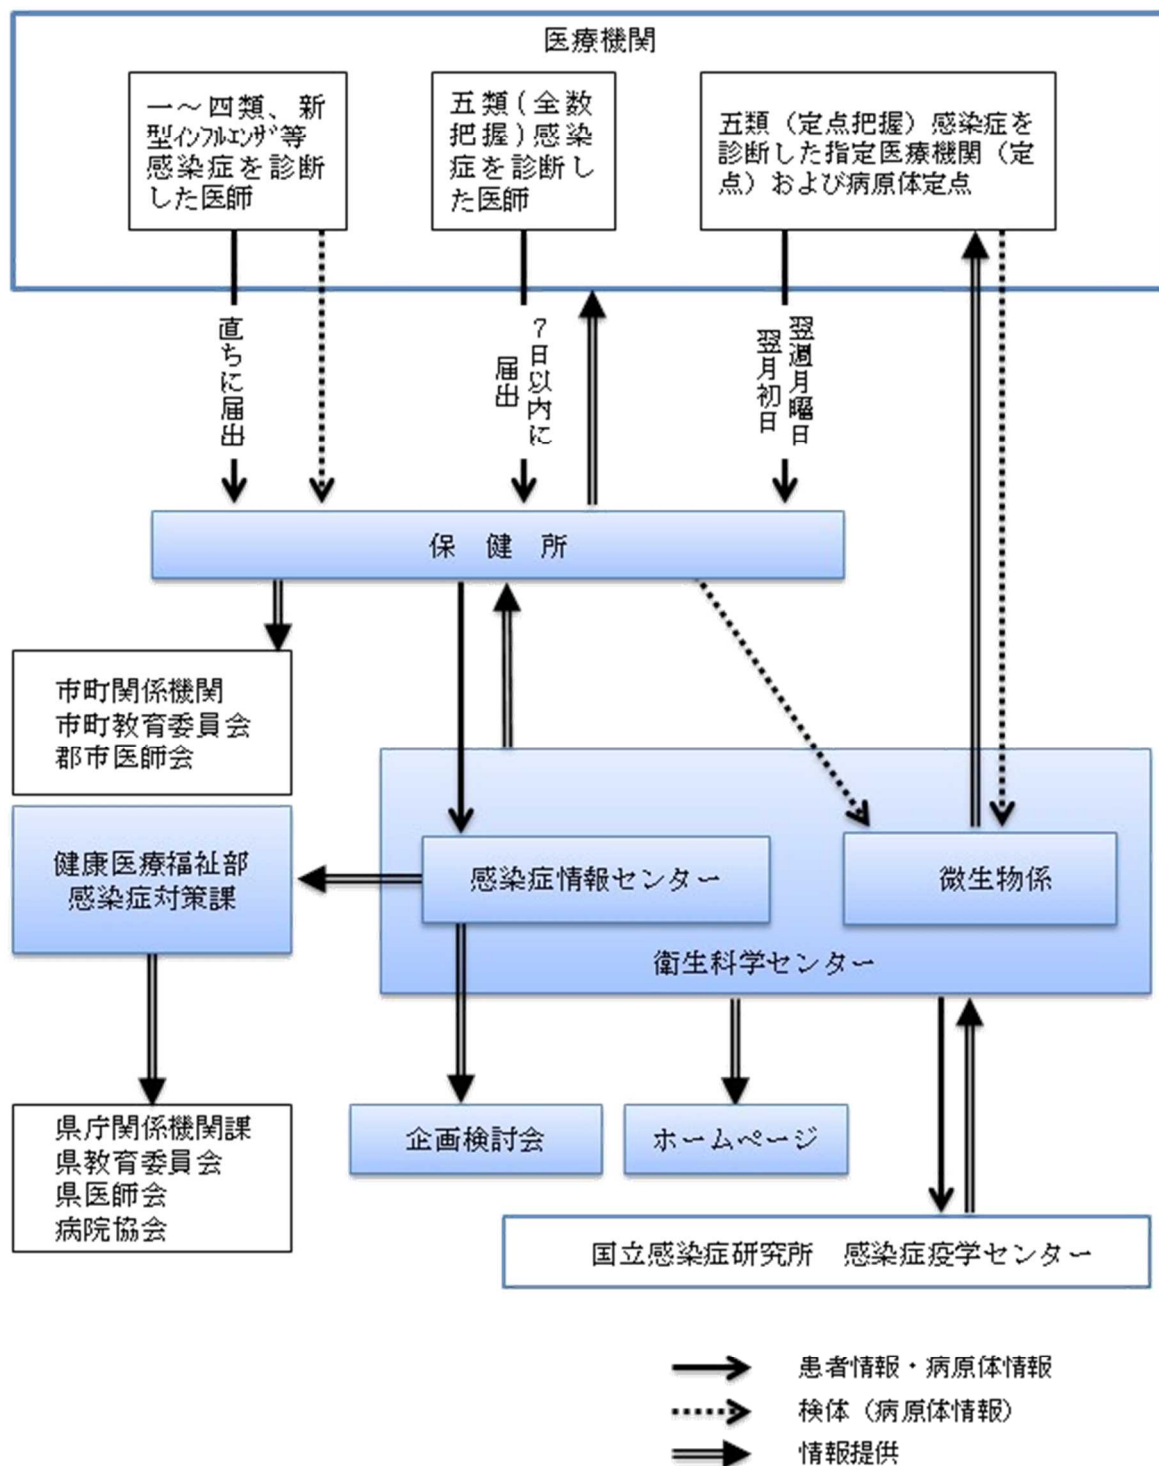 医療機関
一～四類、新
型インフルエンザ等
感染症を診断
した医師
五類(全数
把握)感染
症を診断し
た医師
五類（定点把握）感染症を
診断した指定医療機関（定
点）および病原体定点
直ちに届出
７日以内に
届出
翌週月曜日
翌月初日
保　健　所
市町関係機関
市町教育委員会
郡市医師会
健康医療福祉部
感染症対策課
感染症情報センター
微生物係
衛生科学センター
県庁関係機関課
県教育委員会
県医師会
病院協会
企画検討会
ホームページ
国立感染症研究所　感染症疫学センター
患者情報・病原体情報
検体（病原体情報）
情報提供